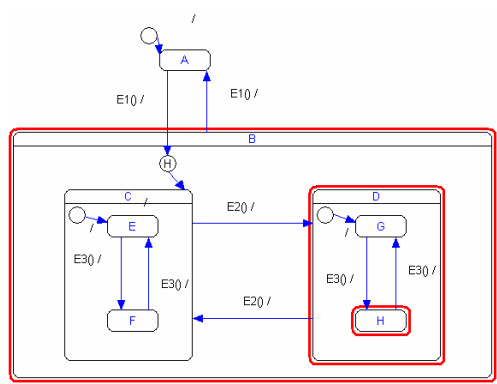 /
A
E1() /
E1() /
B
H
C
D
/
E
E2() /
G
/
/
E3() /
E3() /
E3() /
E3() /
E2() /
F
H